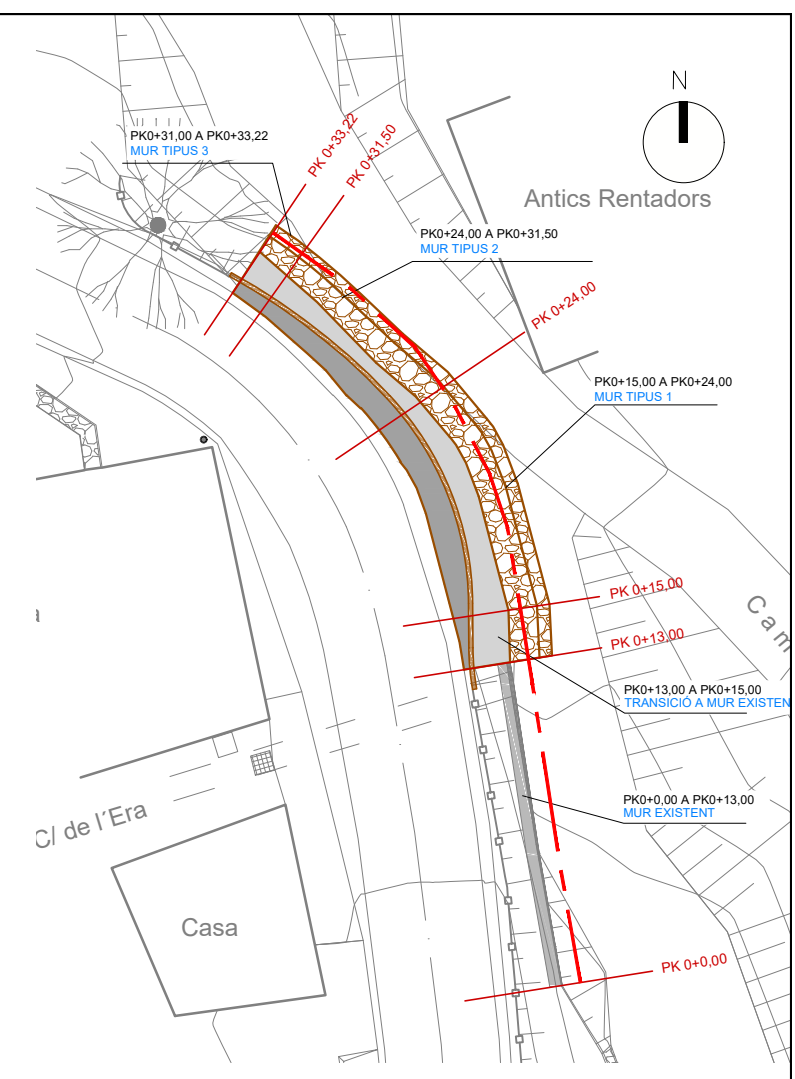 N
PK0+31,00 A PK0+33,22
MUR TIPUS 3
PK 0+33,22
PK 0+31,50
Antics Rentadors
PK0+24,00 A PK0+31,50
MUR TIPUS 2
PK 0+24,00
PK0+15,00 A PK0+24,00
MUR TIPUS 1
PK 0+15,00
Cam
PK 0+13,00
PK0+13,00 A PK0+15,00
TRANSICIÓ A MUR EXISTEN
PK0+0,00 A PK0+13,00
MUR EXISTENT
C/ de l´Era
Casa
PK 0+0,00